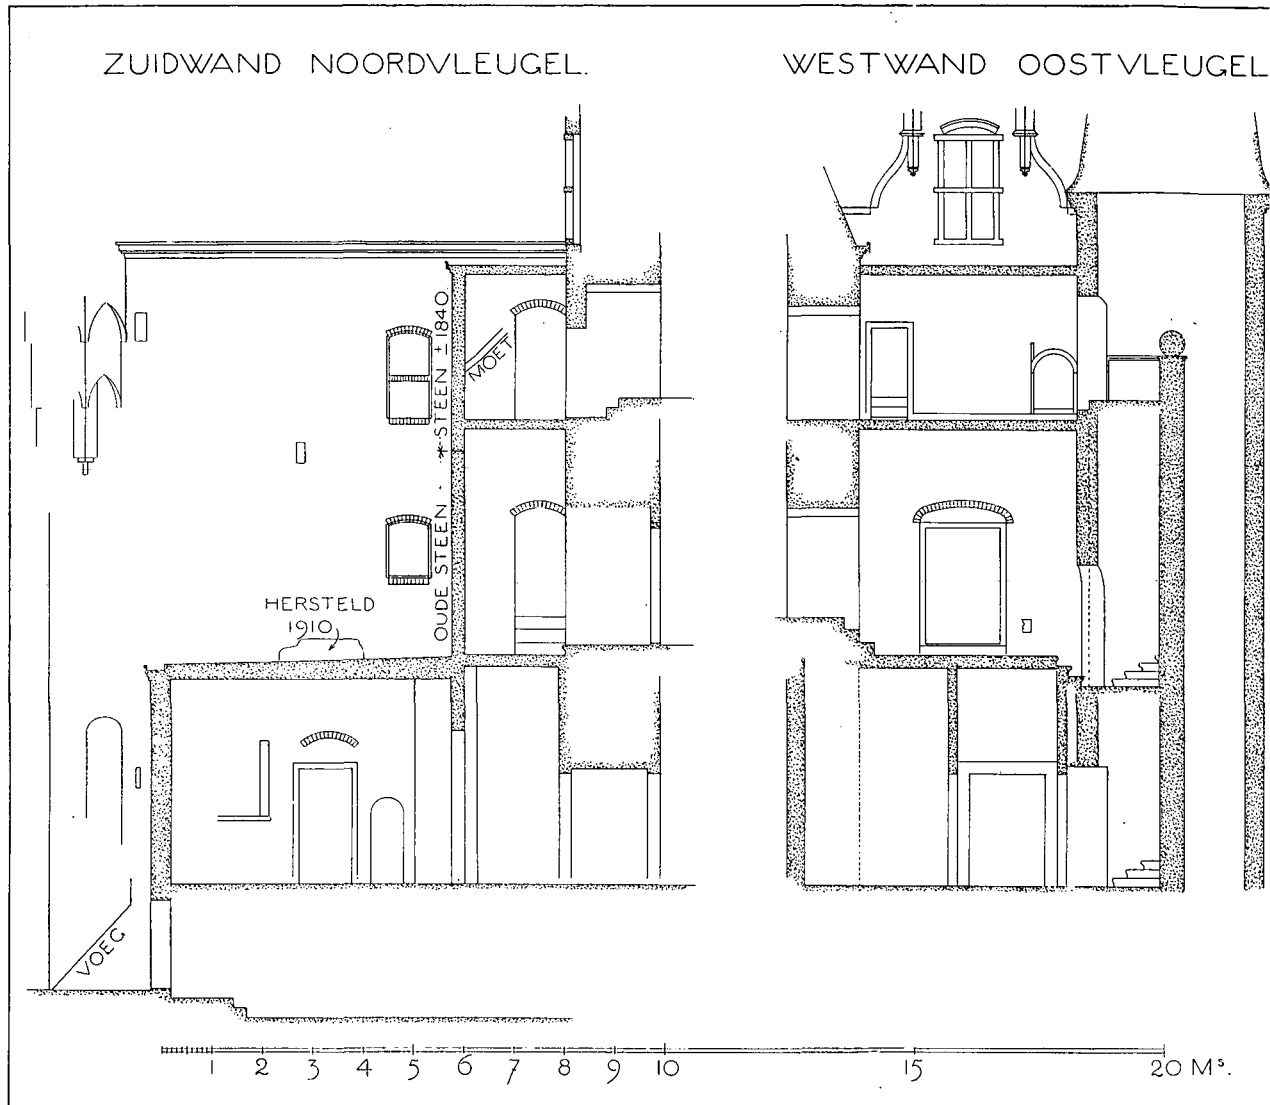 ZUIDWAND NOORDVLEUGEL.
WESTWAND OOSTVLEUGEL
OUDE STEEN - * STEEN ± 1840
MOET
HERSTELD
1910
VOEG
1 2 3 4 5 6 7 8 9 10 15 20 Mˢ.